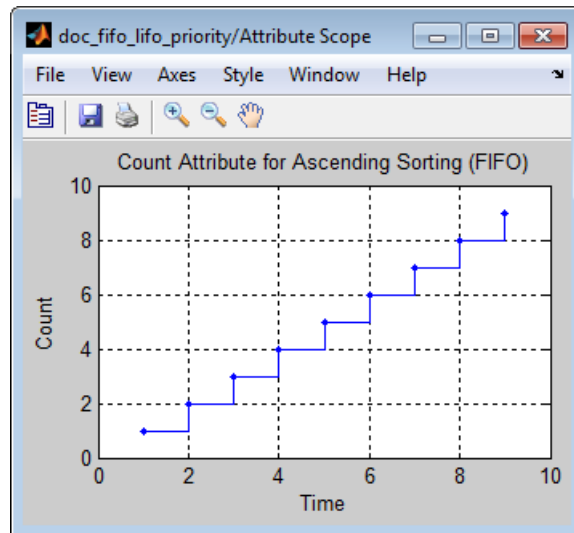 doc_fifo_lifo_priority/Attribute Scope
File View Axes Style Window Help
Count Attribute for Ascending Sorting (FIFO)
10
8
6
4
2
0
Count
0 2 4 6 8 10
Time